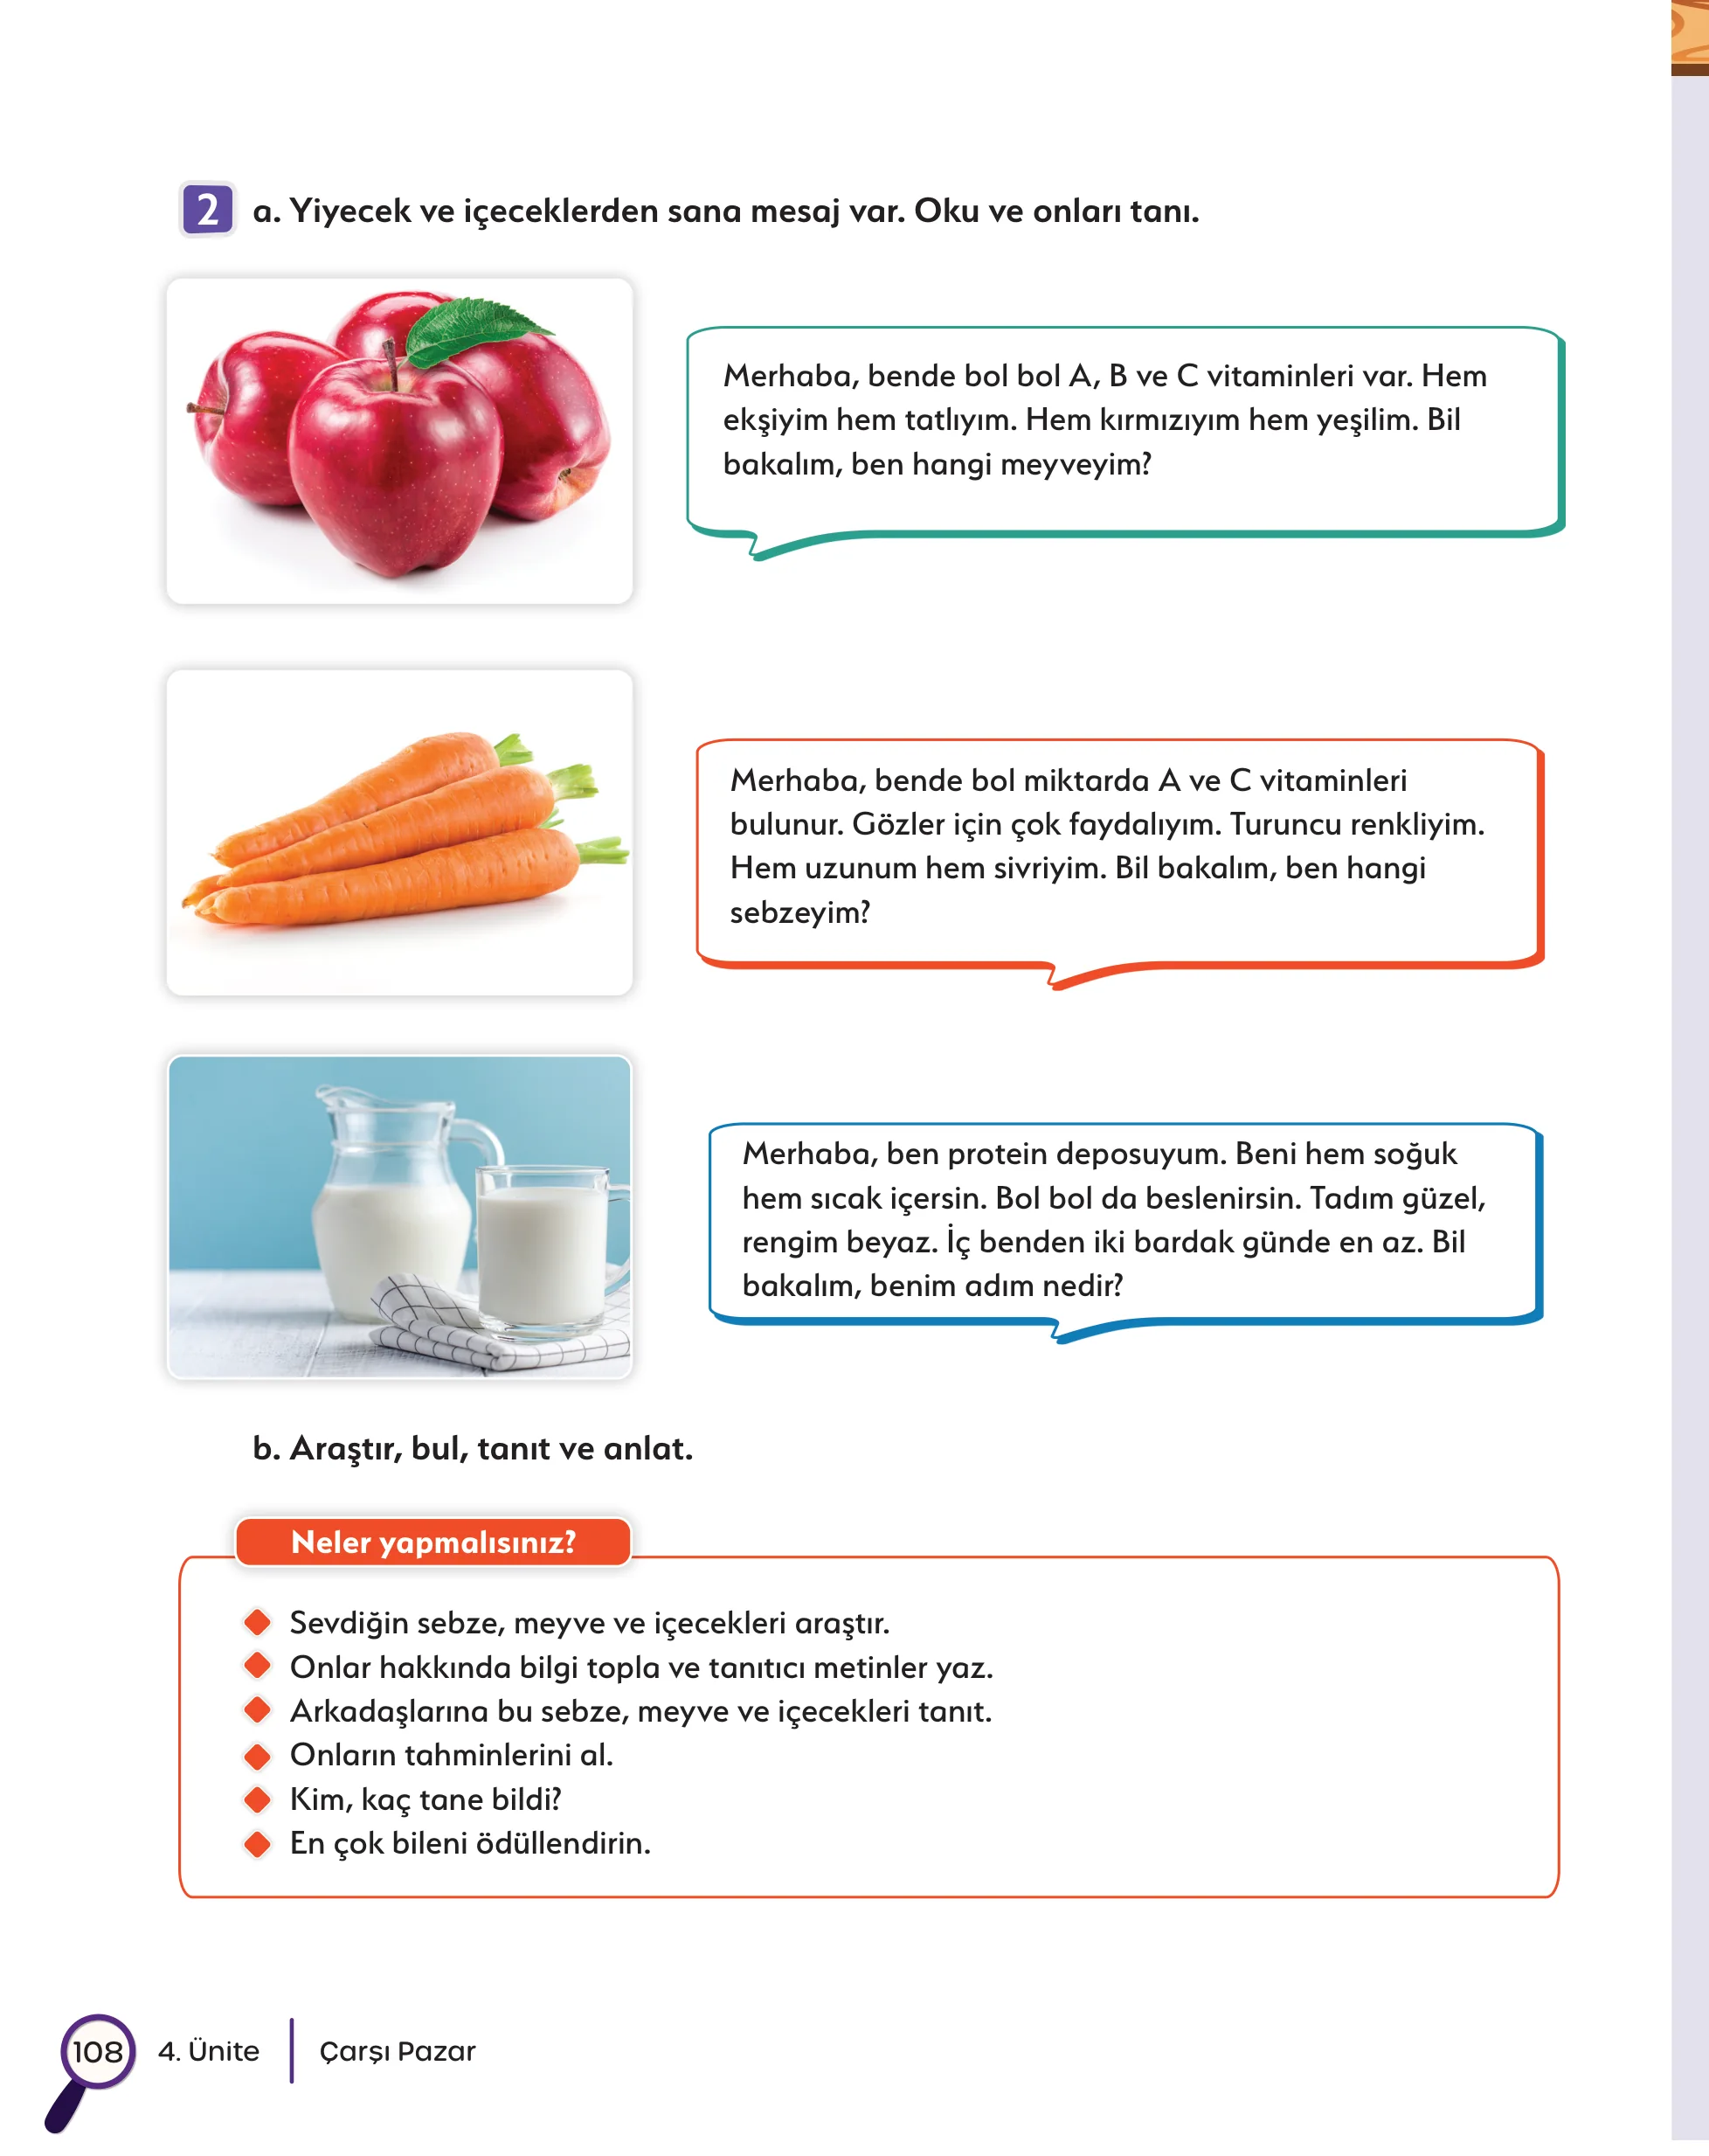 2 a. Yiyecek ve içeceklerden sana mesaj var. Oku ve onları tanı.
Merhaba, bende bol bol A, B ve C vitaminleri var. Hem
ekşiyim hem tatlıyım. Hem kırmızıyım hem yeşilim. Bil
bakalım, ben hangi meyveyim?
Merhaba, bende bol miktarda A ve C vitaminleri
bulunur. Gözler için çok faydalıyım. Turuncu renkliyim.
Hem uzunum hem sivriyim. Bil bakalım, ben hangi
sebzeyim?
Merhaba, ben protein deposuyum. Beni hem soğuk
hem sıcak içersin. Bol bol da beslenirsin. Tadım güzel,
rengim beyaz. İç benden iki bardak günde en az. Bil
bakalım, benim adım nedir?
b. Araştır, bul, tanıt ve anlat.
Neler yapmalısınız?
Sevdiğin sebze, meyve ve içecekleri araştır.
Onlar hakkında bilgi topla ve tanıtıcı metinler yaz.
Arkadaşlarına bu sebze, meyve ve içecekleri tanıt.
Onların tahminlerini al.
Kim, kaç tane bildi?
En çok bileni ödüllendirin.
108 4. Ünite Çarşı Pazar